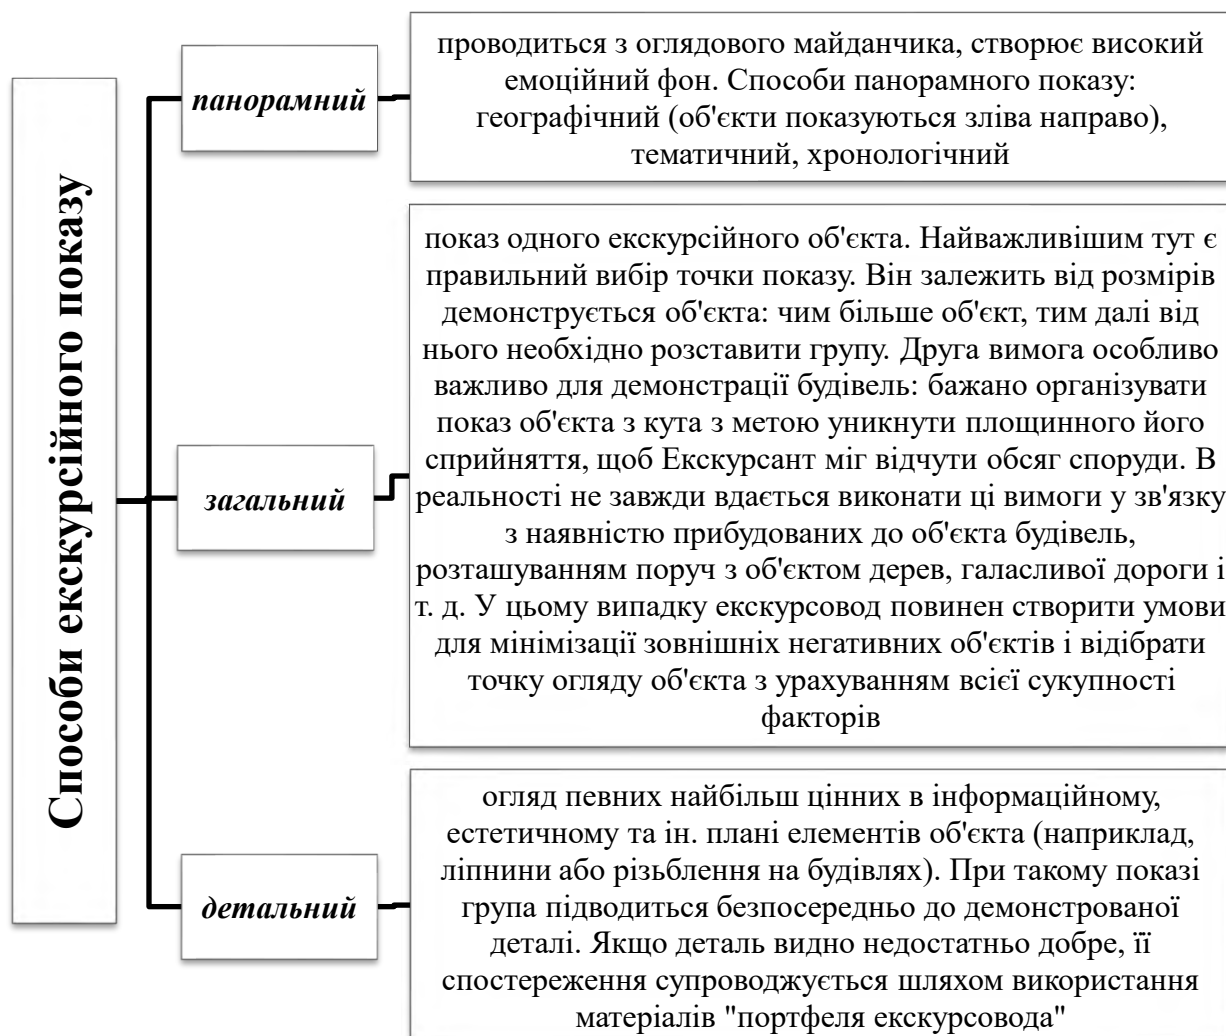 Способи екскурсійного показу
панорамний
проводиться з оглядового майданчика, створює високий
емоційний фон. Способи панорамного показу:
географічний (об'єкти показуються зліва направо),
тематичний, хронологічний
загальний
показ одного екскурсійного об'єкта. Найважливішим тут є
правильний вибір точки показу. Він залежить від розмірів
демонструється об'єкта: чим більше об'єкт, тим далі від
нього необхідно розставити групу. Друга вимога особливо
важливо для демонстрації будівель: бажано організувати
показ об'єкта з кута з метою уникнути площинного його
сприйняття, щоб Екскурсант міг відчути обсяг споруди. В
реальності не завжди вдається виконати ці вимоги у зв'язку
з наявністю прибудованих до об'єкта будівель,
розташуванням поруч з об'єктом дерев, галасливої дороги і
т. д. У цьому випадку екскурсовод повинен створити умови
для мінімізації зовнішніх негативних об'єктів і відібрати
точку огляду об'єкта з урахуванням всієї сукупності
факторів
детальний
огляд певних найбільш цінних в інформаційному,
естетичному та ін. плані елементів об'єкта (наприклад,
ліпнини або різьблення на будівлях). При такому показі
група підводиться безпосередньо до демонстрованої
деталі. Якщо деталь видно недостатньо добре, її
спостереження супроводжується шляхом використання
матеріалів "портфеля екскурсовода"